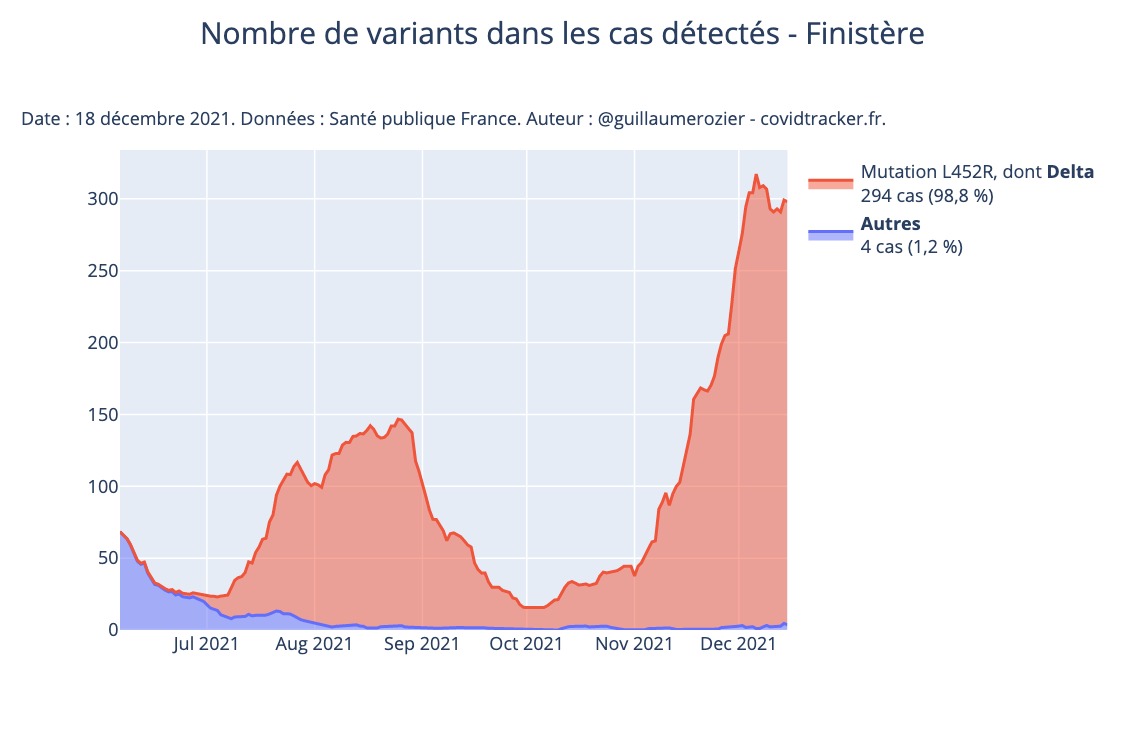 Nombre de variants dans les cas détectés - Finistère
Date : 18 décembre 2021. Données : Santé publique France. Auteur : @guillaumerozier - covidtracker.fr.
Mutation L452R, dont Delta
294 cas (98,8 %)
Autres
4 cas (1,2 %)
300
250
200
150
100
50
0
Jul 2021
Aug 2021
Sep 2021
Oct 2021
Nov 2021
Dec 2021